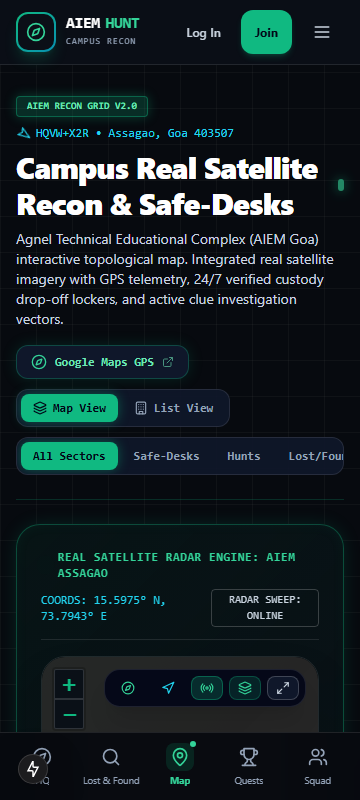 AIEM HUNT
CAMPUS RECON
Log In
Join
AIEM RECON GRID V2.0
HQVW+X2R • Assagao, Goa 403507
Campus Real Satellite
Recon & Safe-Desks
Agnel Technical Educational Complex (AIEM Goa)
interactive topological map. Integrated real satellite
imagery with GPS telemetry, 24/7 verified custody
drop-off lockers, and active clue investigation
vectors.
Google Maps GPS
Map View
List View
All Sectors
Safe-Desks
Hunts
Lost/Foun
REAL SATELLITE RADAR ENGINE: AIEM
ASSAGAO
COORDS: 15.5975° N,
73.7943° E
RADAR SWEEP:
ONLINE
+
−
Lost & Found
Map
Quests
Squad